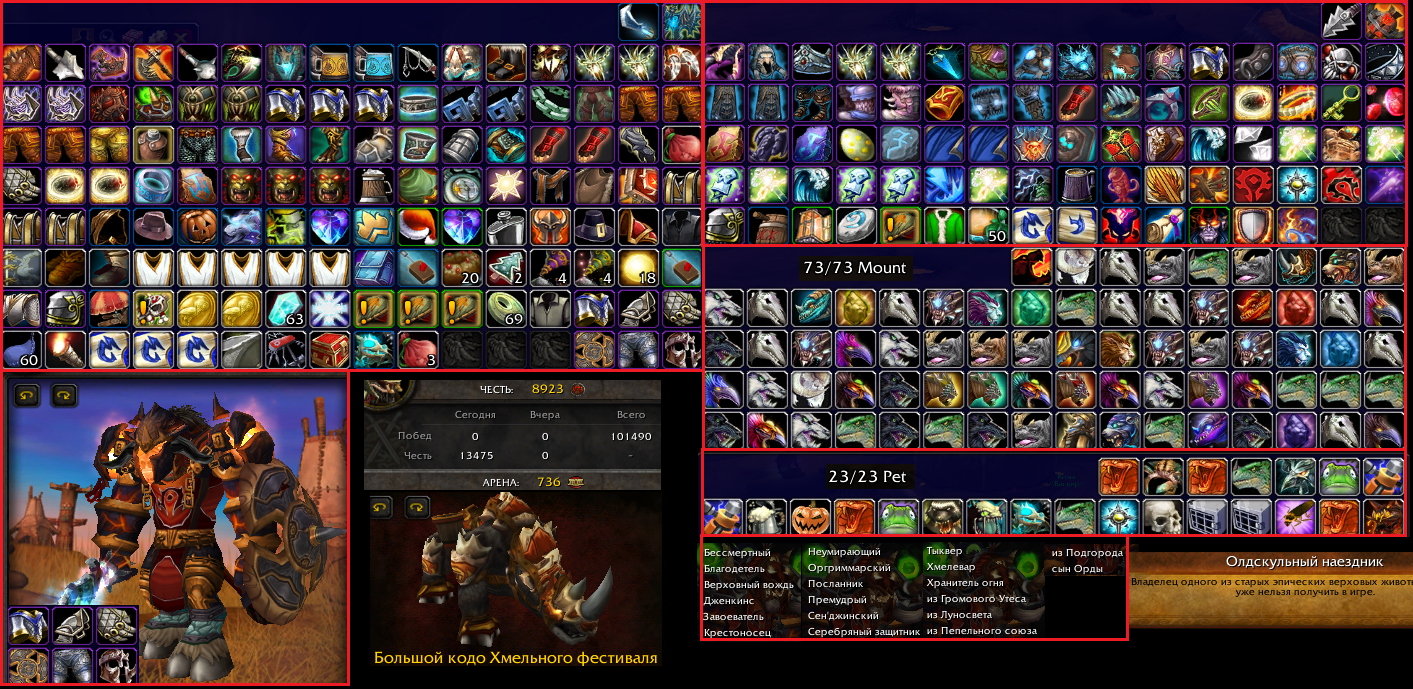 50
73/73 Mount
20
2
4
4
18
63
69
60
3
ЧЕСТЬ: 8923
Сегодня Вчера Всего
Побед 0 0 101490
Честь 13475 0 -
АРЕНА: 736
Большой кодо Хмельного фестиваля
23/23 Pet
Бессмертный
Благодетель
Верховный вождь
Дженкинс
Завоеватель
Крестоносец
Неумирающий
Оргриммарский
Посланник
Премудрый
Сен'джинский
Серебряный защитник
Тыквер
Хмелевар
Хранитель огня
из Громового Утеса
из Луносвета
из Пепельного союза
из Подгорода
сын Орды
Олдскульный наездник
Владелец одного из старых эпических верховых живот
уже нельзя получить в игре.